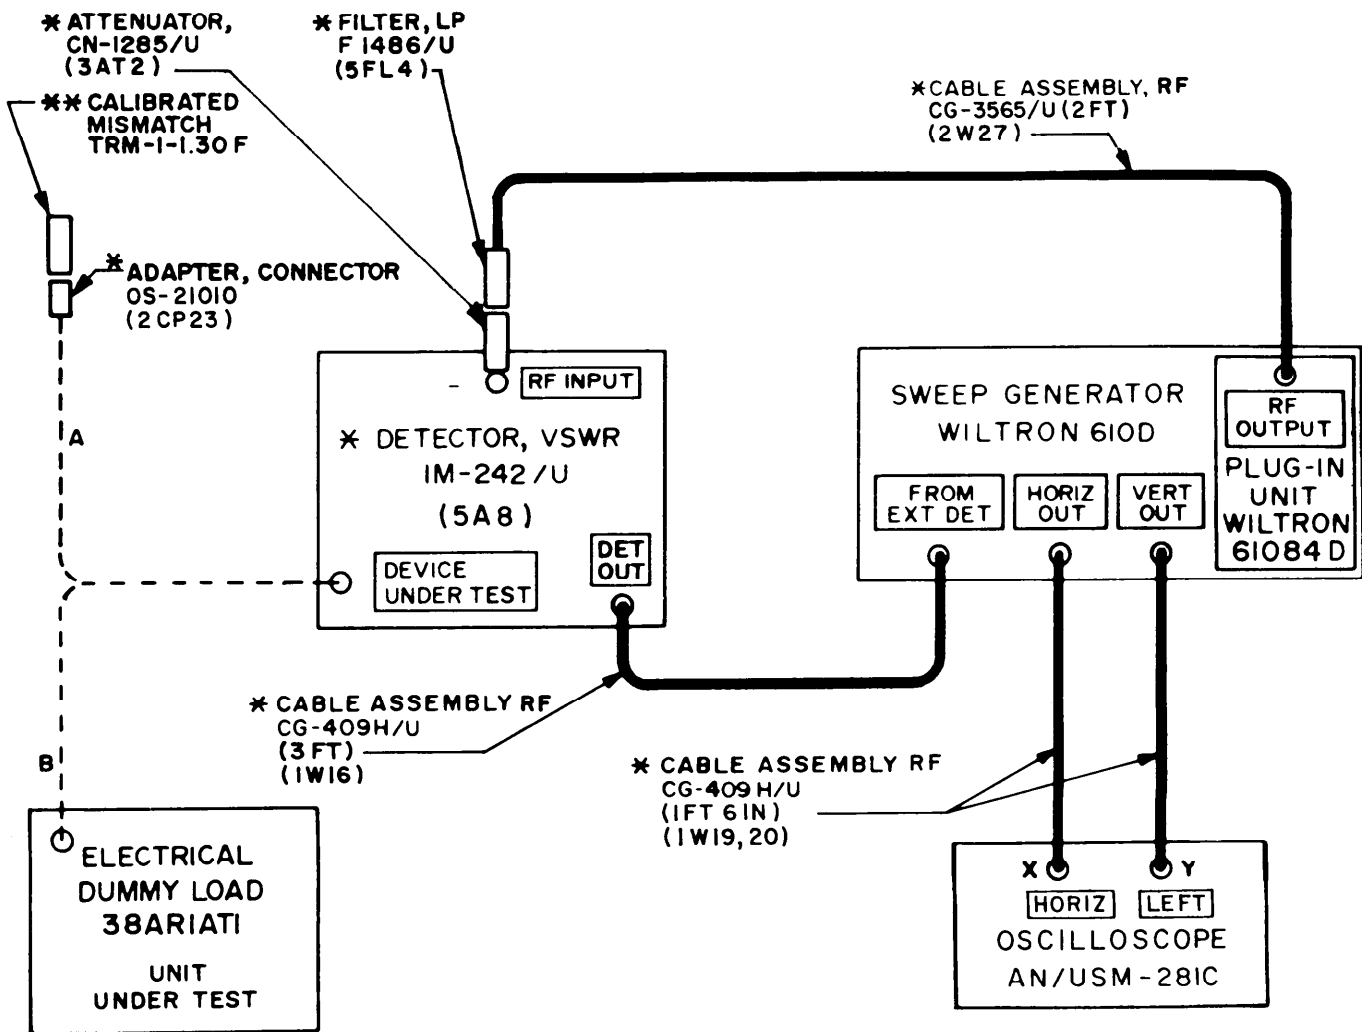 * ATTENUATOR,
CN-1285/U
(3AT2)
* FILTER, LP
F 1486/U
(5FL4)
* CABLE ASSEMBLY, RF
CG-3565/U (2FT)
(2W27)
** CALIBRATED
MISMATCH
TRM-1-1.30 F
* ADAPTER, CONNECTOR
OS-21010
(2CP23)
A
B
RF INPUT
* DETECTOR, VSWR
IM-242/U
(5A8)
DEVICE
UNDER TEST
DET
OUT
SWEEP GENERATOR
WILTRON 610D
FROM
EXT DET
HORIZ
OUT
VERT
OUT
RF
OUTPUT
PLUG-IN
UNIT
WILTRON
61084D
* CABLE ASSEMBLY RF
CG-409H/U
(3FT)
(1W16)
* CABLE ASSEMBLY RF
CG-409H/U
(1FT 6IN)
(1W19,20)
ELECTRICAL
DUMMY LOAD
38ARIATI
UNIT
UNDER TEST
X
Y
HORIZ
LEFT
OSCILLOSCOPE
AN/USM-281C